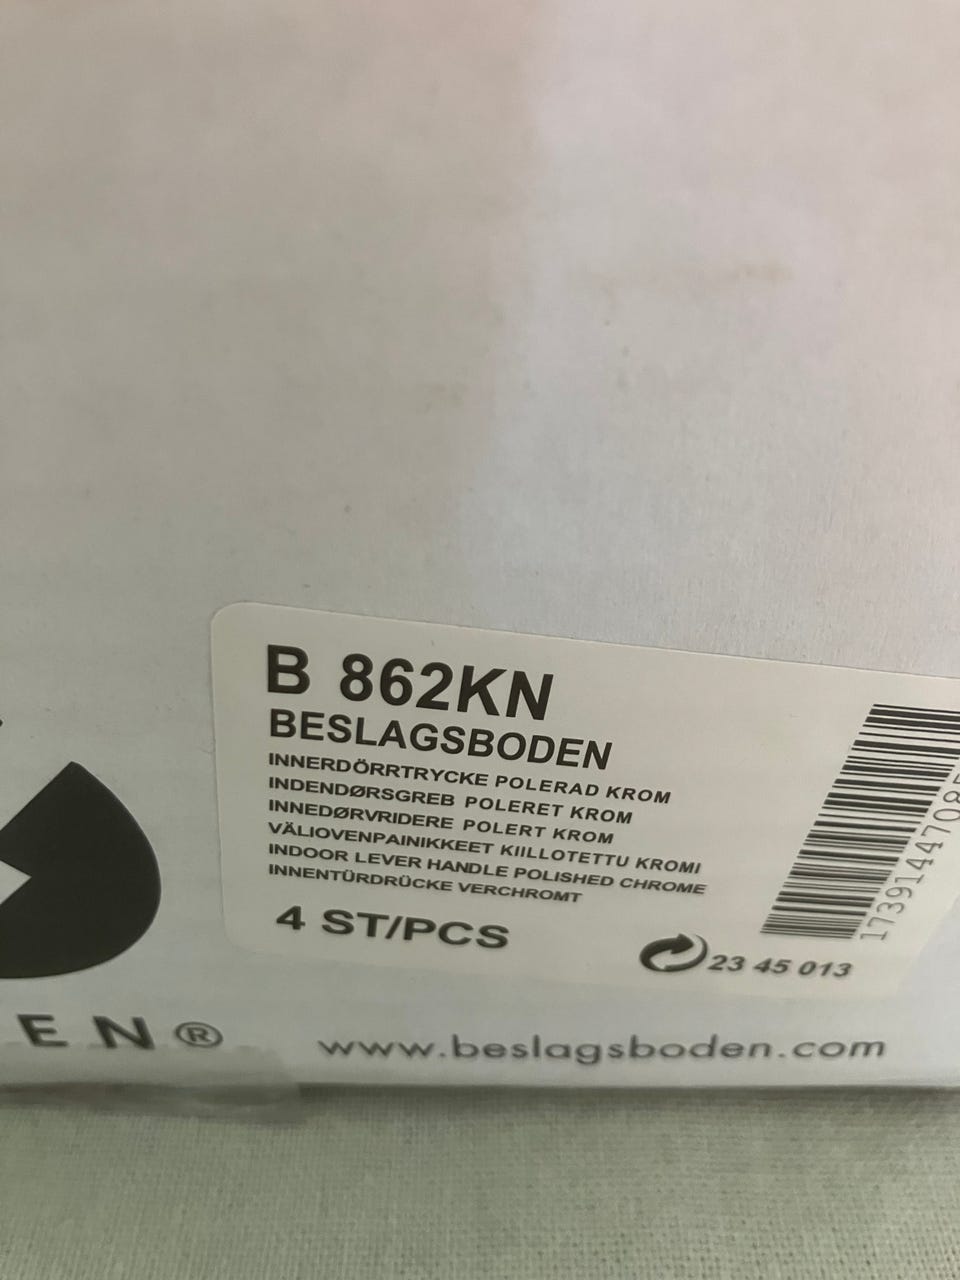 B 862KN
BESLAGSBODEN
INNERDÖRRTRYCKE POLERAD KROM
INDENDØRSGREB POLERET KROM
INNEDØRVRIDERE POLERT KROM
VÄLIOVENPAINIKKEET KIILLOTETTU KROMI
INDOOR LEVER HANDLE POLISHED CHROME
INNENTÜRDRÜCKE VERCHROMT
4 ST/PCS
23 45 013
EN®
www.beslagsboden.com